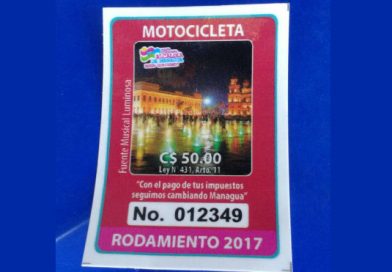 MOTOCICLETA
Fuente Musical Luminosa
C$ 50.00
Ley N° 431, Arto. 11
"Con el pago de tus impuestos
seguimos cambiando Managua"
No. 012349
RODAMIENTO 2017